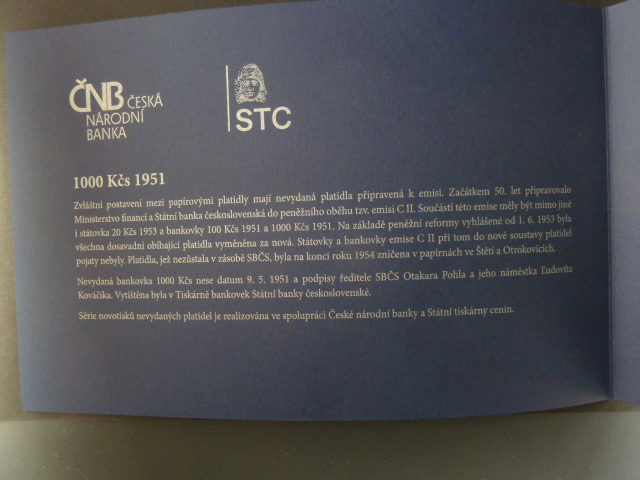 ČNB ČESKÁ
NÁRODNÍ
BANKA
STC
1000 Kčs 1951
Zvláštní postavení mezi papírovými platidly mají nevydaná platidla připravená k emisi. Začátkem 50. let připravovalo
Ministerstvo financí a Státní banka československá do peněžního oběhu tzv. emisi C II. Součástí této emise měly být mimo jiné
i státovka 20 Kčs 1953 a bankovky 100 Kčs 1951 a 1000 Kčs 1951. Na základě peněžní reformy vyhlášené od 1. 6. 1953 byla
všechna dosavadní obíhající platidla vyměněna za nová. Státovky a bankovky emise C II při tom do nové soustavy platidel
pojaty nebyly. Platidla, jež nezůstala v zásobě SBČS, byla na konci roku 1954 zničena v papírnách ve Štětí a Otrokovicích.
Nevydaná bankovka 1000 Kčs nese datum 9. 5. 1951 a podpisy ředitele SBČS Otakara Pohla a jeho náměstka Ľudovíta
Kováčika. Vytištěna byla v Tiskárně bankovek Státní banky československé.
Série novotisků nevydaných platidel je realizována ve spolupráci České národní banky a Státní tiskárny cenin.